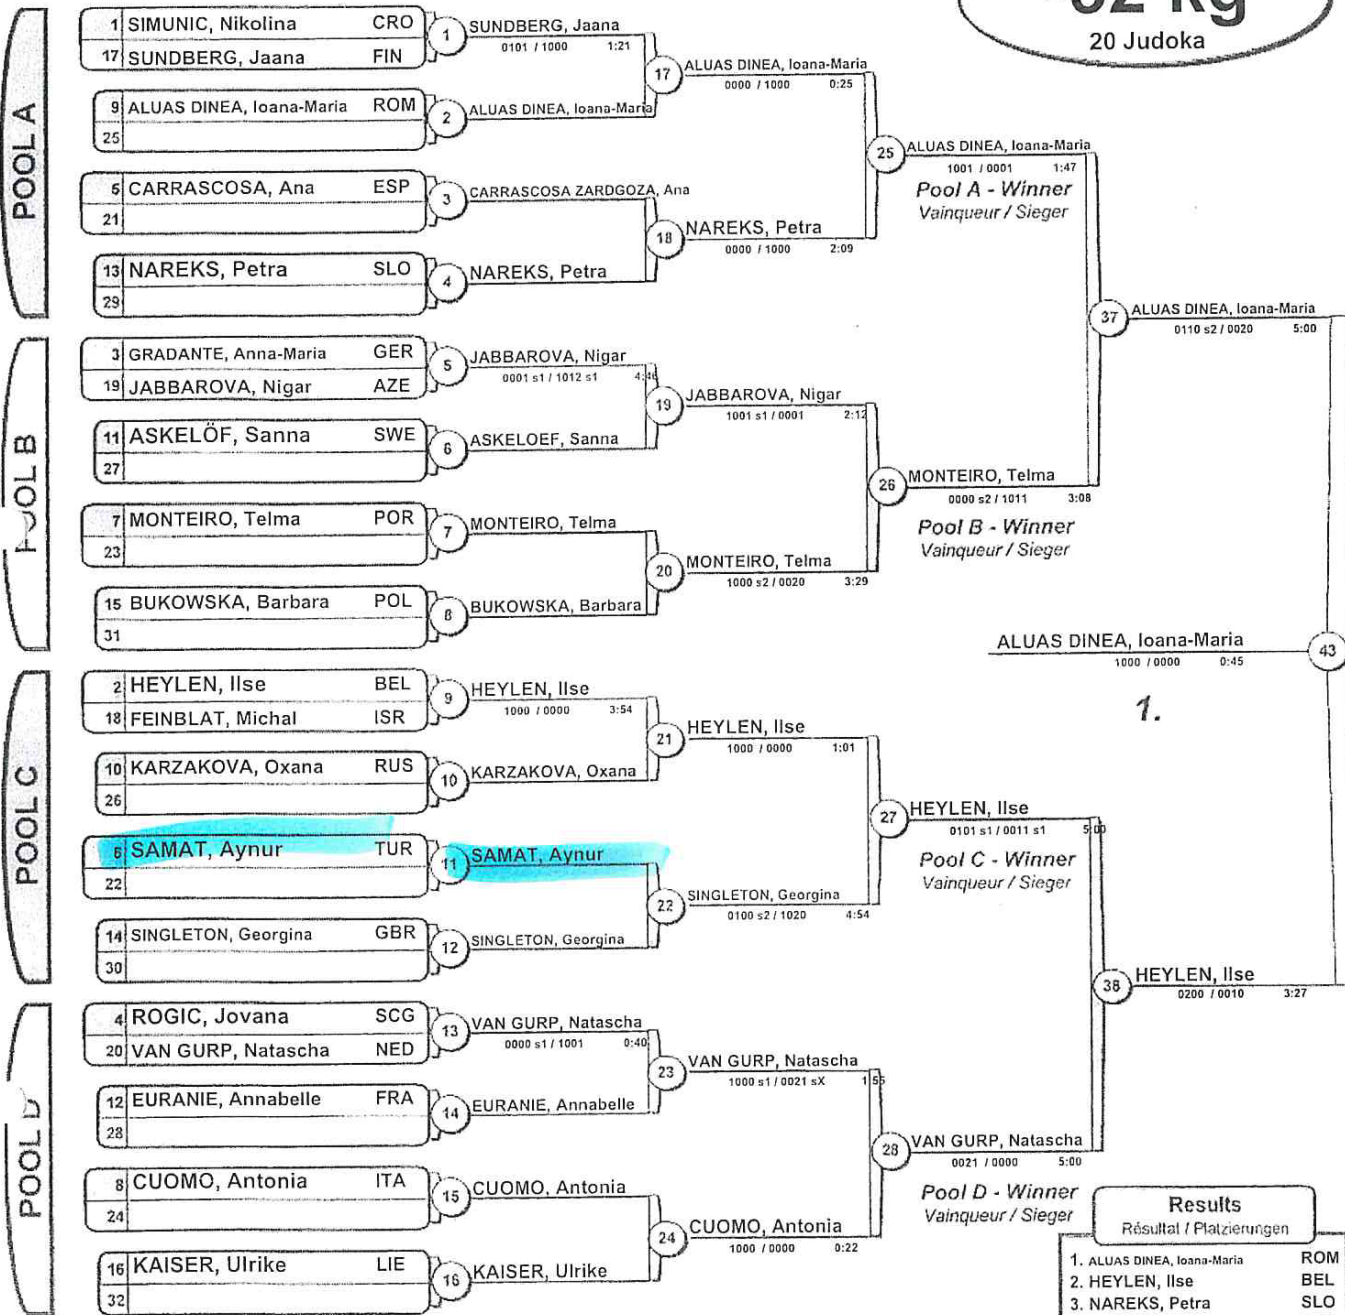 -52 kg
20 Judoka
POOL A
1 SIMUNIC, Nikolina CRO
17 SUNDBERG, Jaana FIN
1
SUNDBERG, Jaana
0101 / 1000 1:21
9 ALUAS DINEA, Ioana-Maria ROM
25
2
ALUAS DINEA, Ioana-Maria
17
ALUAS DINEA, Ioana-Maria
0000 / 1000 0:25
5 CARRASCOSA, Ana ESP
21
3
CARRASCOSA ZARDGOZA, Ana
13 NAREKS, Petra SLO
29
4
NAREKS, Petra
18
NAREKS, Petra
0000 / 1000 2:09
25
ALUAS DINEA, Ioana-Maria
1001 / 0001 1:47
Pool A - Winner
Vainqueur / Sieger
POOL B
3 GRADANTE, Anna-Maria GER
19 JABBAROVA, Nigar AZE
5
JABBAROVA, Nigar
0001 s1 / 1012 s1 4:46
11 ASKELÖF, Sanna SWE
27
6
ASKELOEF, Sanna
19
JABBAROVA, Nigar
1001 s1 / 0001 2:12
7 MONTEIRO, Telma POR
23
7
MONTEIRO, Telma
15 BUKOWSKA, Barbara POL
31
8
BUKOWSKA, Barbara
20
MONTEIRO, Telma
1000 s2 / 0020 3:29
26
MONTEIRO, Telma
0000 s2 / 1011 3:08
Pool B - Winner
Vainqueur / Sieger
37
ALUAS DINEA, Ioana-Maria
0110 s2 / 0020 5:00
ALUAS DINEA, Ioana-Maria
1000 / 0000 0:45
43
1.
POOL C
2 HEYLEN, Ilse BEL
18 FEINBLAT, Michal ISR
9
HEYLEN, Ilse
1000 / 0000 3:54
10 KARZAKOVA, Oxana RUS
26
10
KARZAKOVA, Oxana
21
HEYLEN, Ilse
1000 / 0000 1:01
6 SAMAT, Aynur TUR
22
11
SAMAT, Aynur
14 SINGLETON, Georgina GBR
30
12
SINGLETON, Georgina
22
SINGLETON, Georgina
0100 s2 / 1020 4:54
27
HEYLEN, Ilse
0101 s1 / 0011 s1 5:00
Pool C - Winner
Vainqueur / Sieger
POOL D
4 ROGIC, Jovana SCG
20 VAN GURP, Natascha NED
13
VAN GURP, Natascha
0000 s1 / 1001 0:40
12 EURANIE, Annabelle FRA
28
14
EURANIE, Annabelle
23
VAN GURP, Natascha
1000 s1 / 0021 sX 1:55
8 CUOMO, Antonia ITA
24
15
CUOMO, Antonia
16 KAISER, Ulrike LIE
32
16
KAISER, Ulrike
24
CUOMO, Antonia
1000 / 0000 0:22
28
VAN GURP, Natascha
0021 / 0000 5:00
Pool D - Winner
Vainqueur / Sieger
38
HEYLEN, Ilse
0200 / 0010 3:27
Results
Résultat / Platzierungen
1. ALUAS DINEA, Ioana-Maria ROM
2. HEYLEN, Ilse BEL
3. NAREKS, Petra SLO